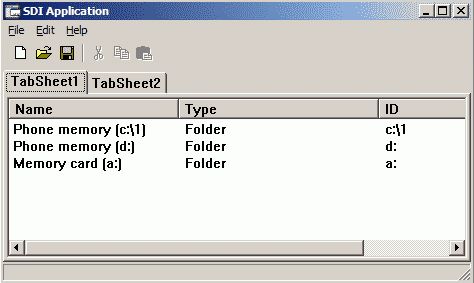 SDI Application
File Edit Help
TabSheet1 TabSheet2
Name Type ID
Phone memory (c:\1) Folder c:\1
Phone memory (d:) Folder d:
Memory card (a:) Folder a: